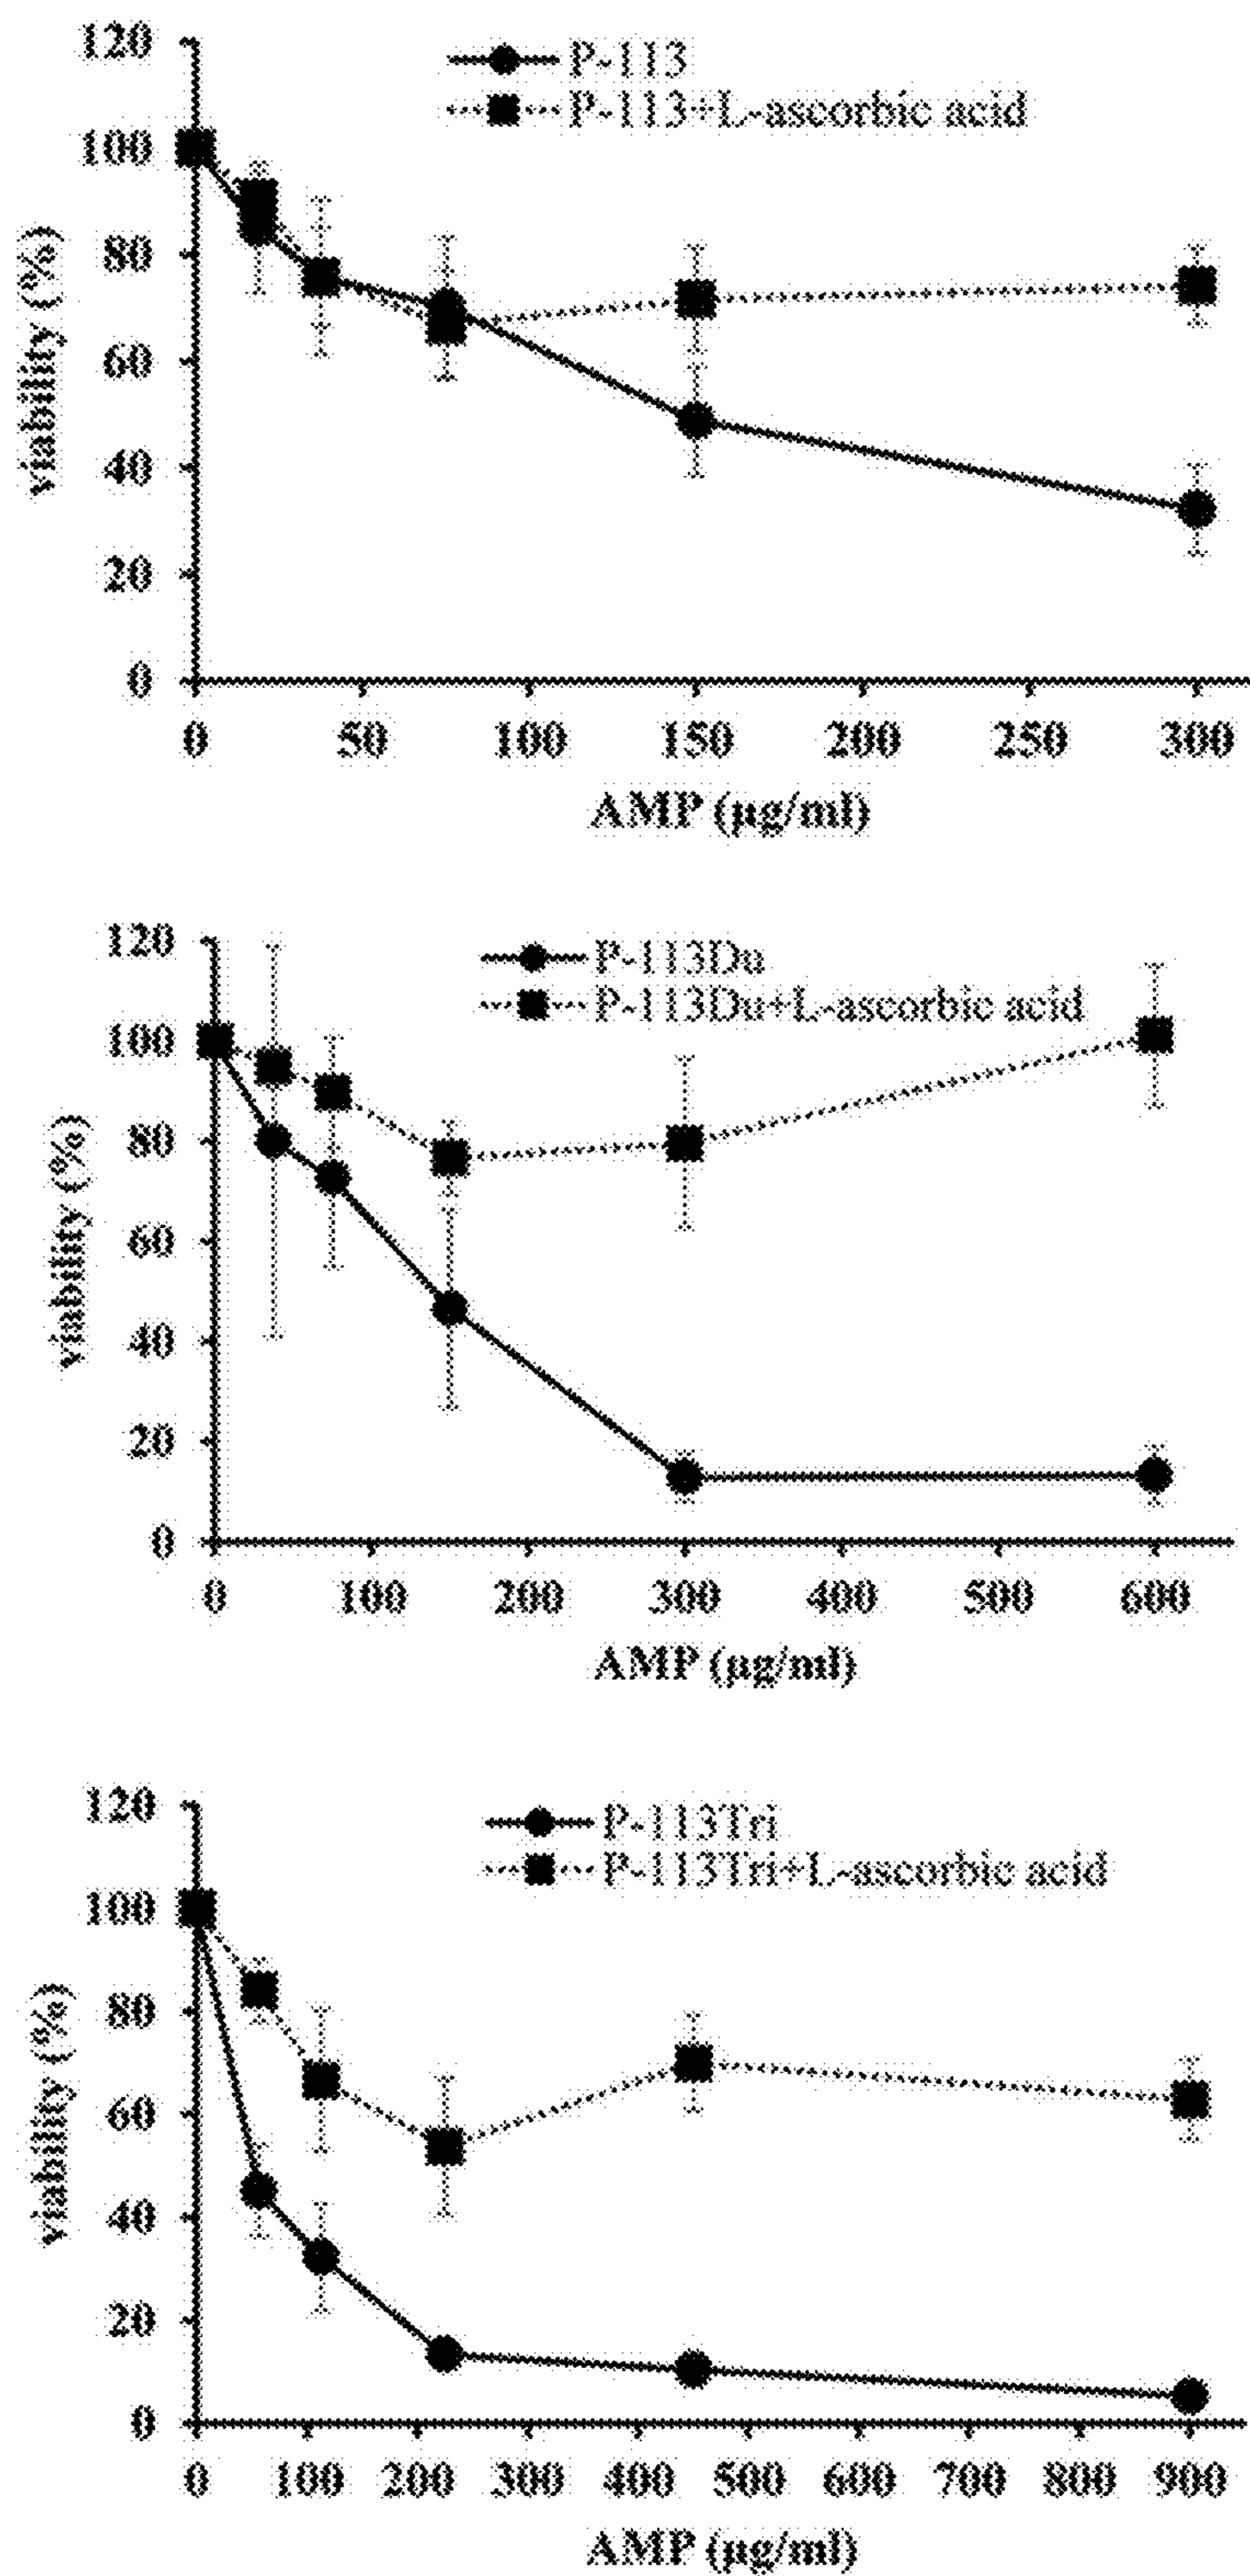 120
100
80
60
40
20
0
viability (%)
P-113
P-113+L-ascorbic acid
0 50 100 150 200 250 300
AMP (µg/ml)
120
100
80
60
40
20
0
viability (%)
P-113Du
P-113Du+L-ascorbic acid
0 100 200 300 400 500 600
AMP (µg/ml)
120
100
80
60
40
20
0
viability (%)
P-113Tri
P-113Tri+L-ascorbic acid
0 100 200 300 400 500 600 700 800 900
AMP (µg/ml)